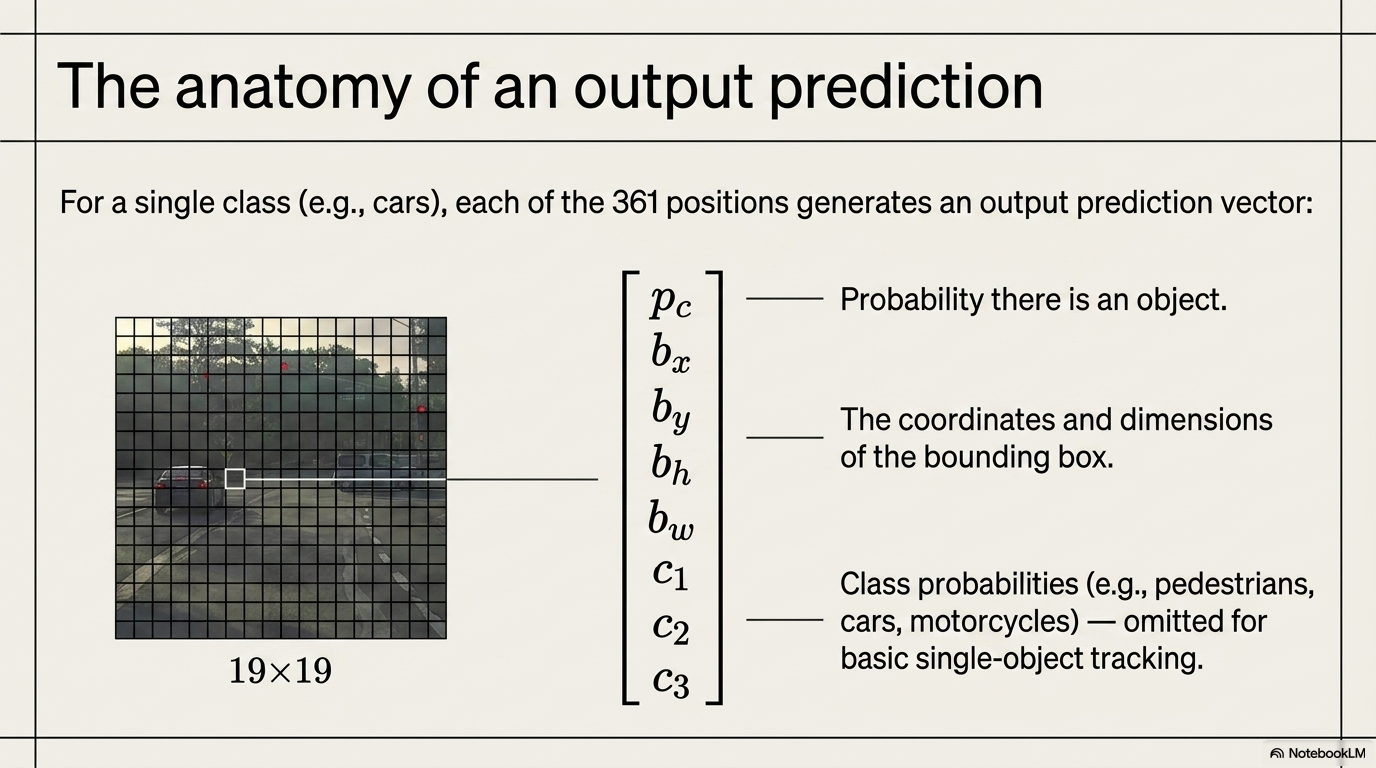 The anatomy of an output prediction
For a single class (e.g., cars), each of the 361 positions generates an output prediction vector:
p_c
b_x
b_y
b_h
b_w
c_1
c_2
c_3
Probability there is an object.
The coordinates and dimensions
of the bounding box.
Class probabilities (e.g., pedestrians,
cars, motorcycles) — omitted for
basic single-object tracking.
19×19
NotebookLM